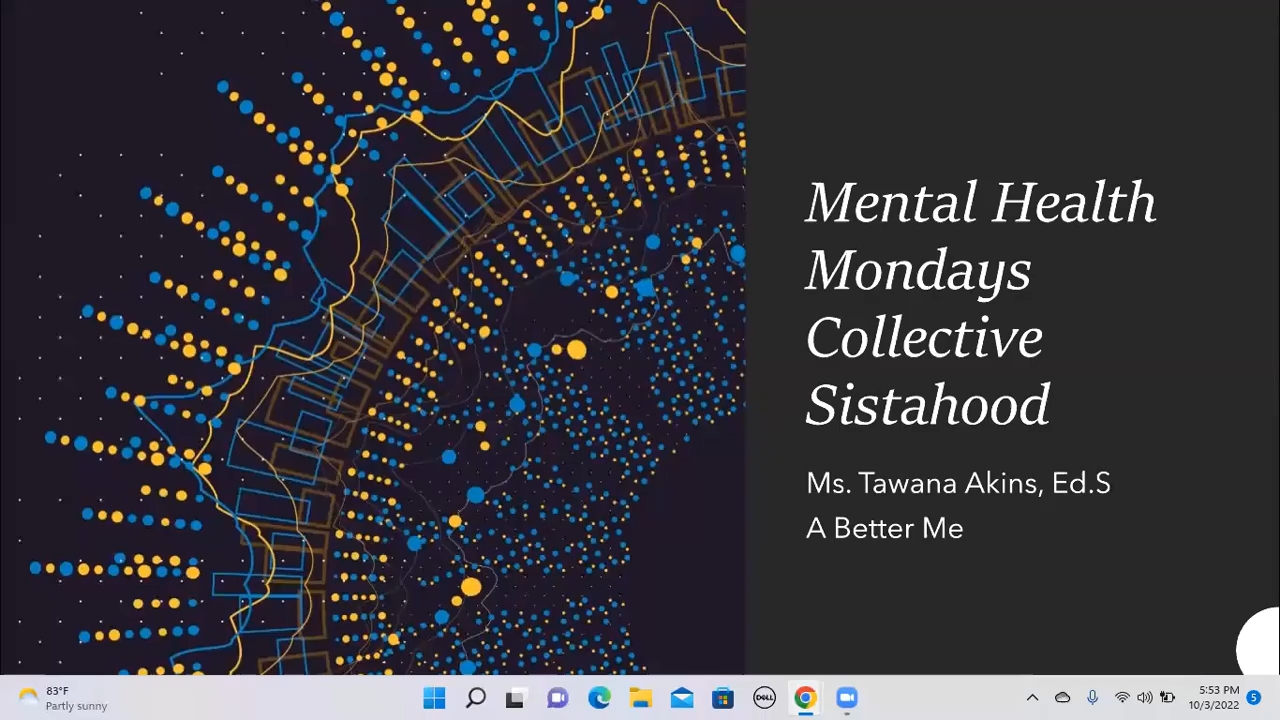 Mental Health
Mondays
Collective
Sistahood
Ms. Tawana Akins, Ed.S
A Better Me
83°F
Partly sunny
DELL
5:53 PM
10/3/2022
5